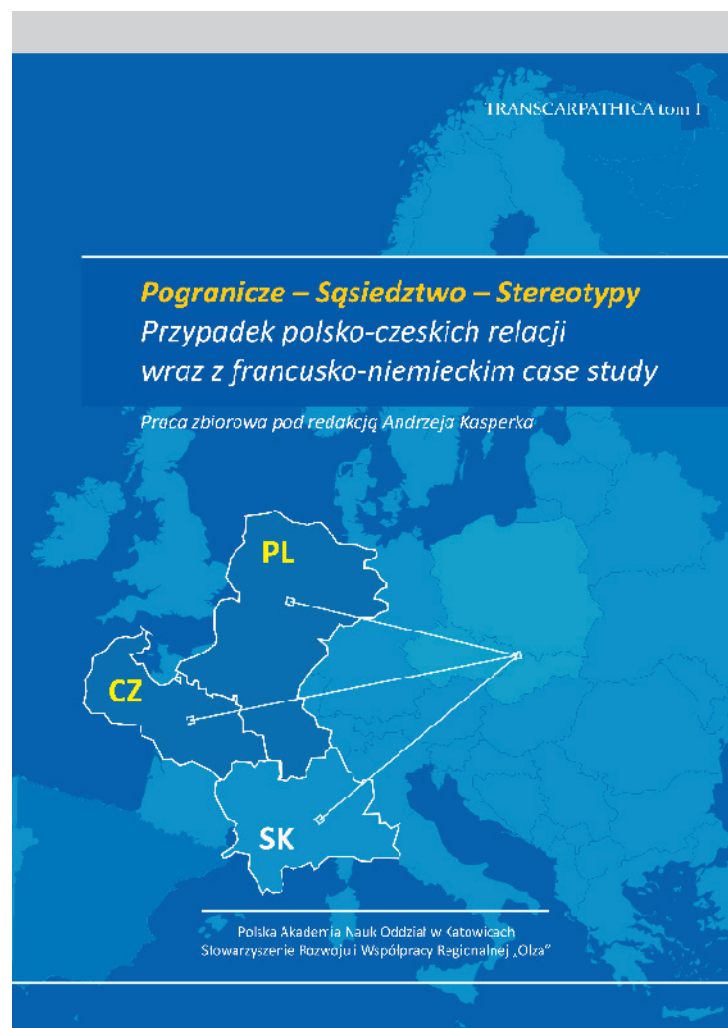 TRANSCARPATHICA tom I
Pogranicze – Sąsiedztwo – Stereotypy
Przypadek polsko-czeskich relacji
wraz z francusko-niemieckim case study
Praca zbiorowa pod redakcją Andrzeja Kasperka
PL
CZ
SK
Polska Akademia Nauk Oddział w Katowicach
Stowarzyszenie Rozwoju i Współpracy Regionalnej „Olza”